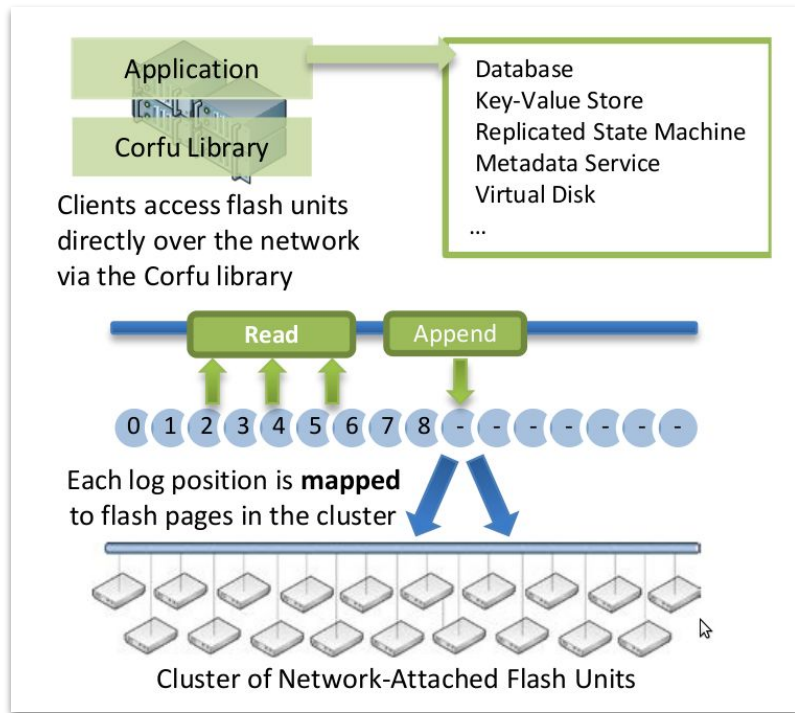 Application
Corfu Library
Database
Key-Value Store
Replicated State Machine
Metadata Service
Virtual Disk
...
Clients access flash units
directly over the network
via the Corfu library
Read
Append
0 1 2 3 4 5 6 7 8 - - - - - - -
Each log position is mapped
to flash pages in the cluster
Cluster of Network-Attached Flash Units